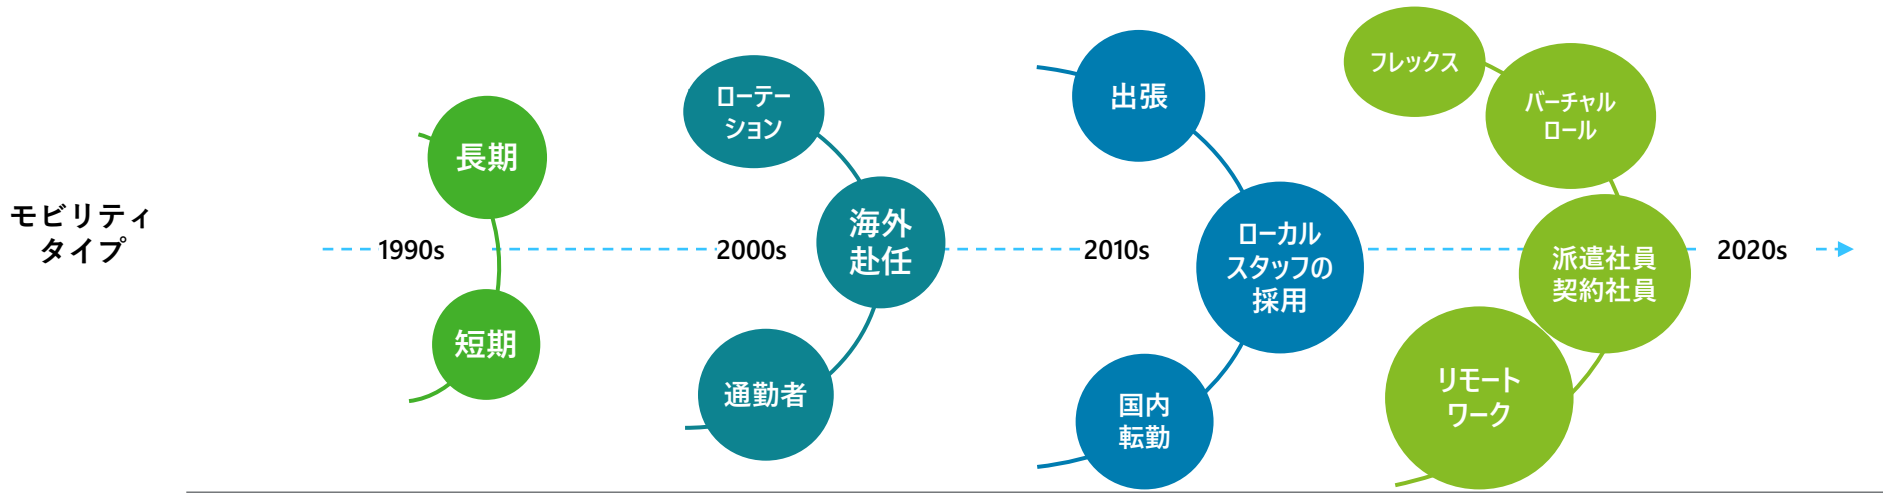 モビリティ
タイプ
1990s
長期
短期
2000s
ローテー
ション
海外
赴任
通勤者
2010s
出張
ローカル
スタッフの
採用
国内
転勤
フレックス
バーチャル
ロール
派遣社員
契約社員
リモート
ワーク
2020s